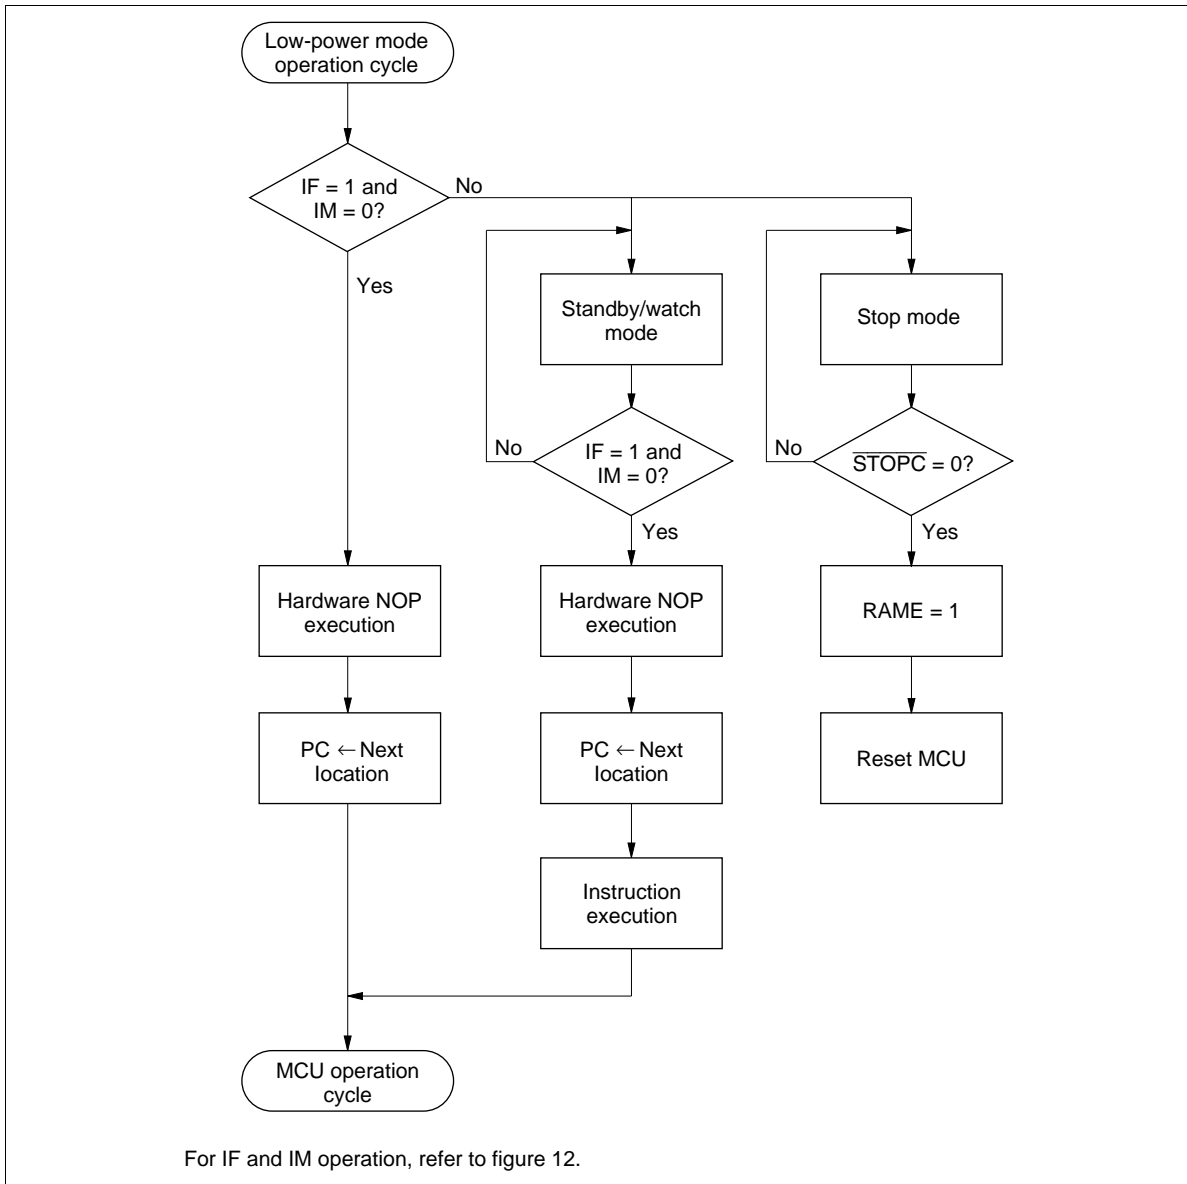 Low-power mode
operation cycle
IF = 1 and
IM = 0?
No
Yes
Standby/watch
mode
Stop mode
No
IF = 1 and
IM = 0?
Yes
No
S̅T̅O̅P̅C̅ = 0?
Yes
Hardware NOP
execution
Hardware NOP
execution
RAME = 1
PC ← Next
location
PC ← Next
location
Reset MCU
Instruction
execution
MCU operation
cycle
For IF and IM operation, refer to figure 12.